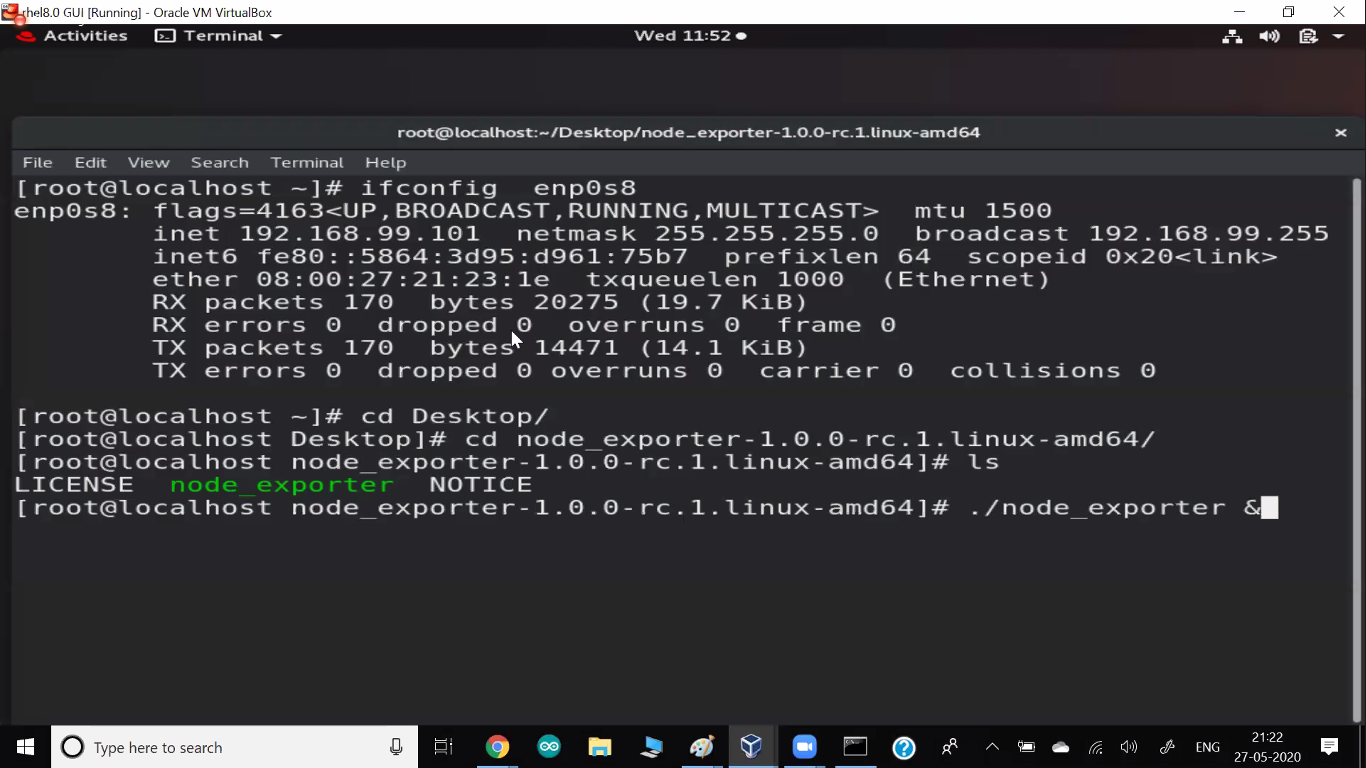 rhel8.0 GUI [Running] - Oracle VM VirtualBox
Activities Terminal Wed 11:52
root@localhost:~/Desktop/node_exporter-1.0.0-rc.1.linux-amd64
File Edit View Search Terminal Help
[root@localhost ~]# ifconfig  enp0s8
enp0s8: flags=4163<UP,BROADCAST,RUNNING,MULTICAST>  mtu 1500
        inet 192.168.99.101  netmask 255.255.255.0  broadcast 192.168.99.255
        inet6 fe80::5864:3d95:d961:75b7  prefixlen 64  scopeid 0x20<link>
        ether 08:00:27:21:23:1e  txqueuelen 1000  (Ethernet)
        RX packets 170  bytes 20275 (19.7 KiB)
        RX errors 0  dropped 0  overruns 0  frame 0
        TX packets 170  bytes 14471 (14.1 KiB)
        TX errors 0  dropped 0 overruns 0  carrier 0  collisions 0
[root@localhost ~]# cd Desktop/
[root@localhost Desktop]# cd node_exporter-1.0.0-rc.1.linux-amd64/
[root@localhost node_exporter-1.0.0-rc.1.linux-amd64]# ls
LICENSE  node_exporter  NOTICE
[root@localhost node_exporter-1.0.0-rc.1.linux-amd64]# ./node_exporter &
Type here to search
ENG
21:22
27-05-2020